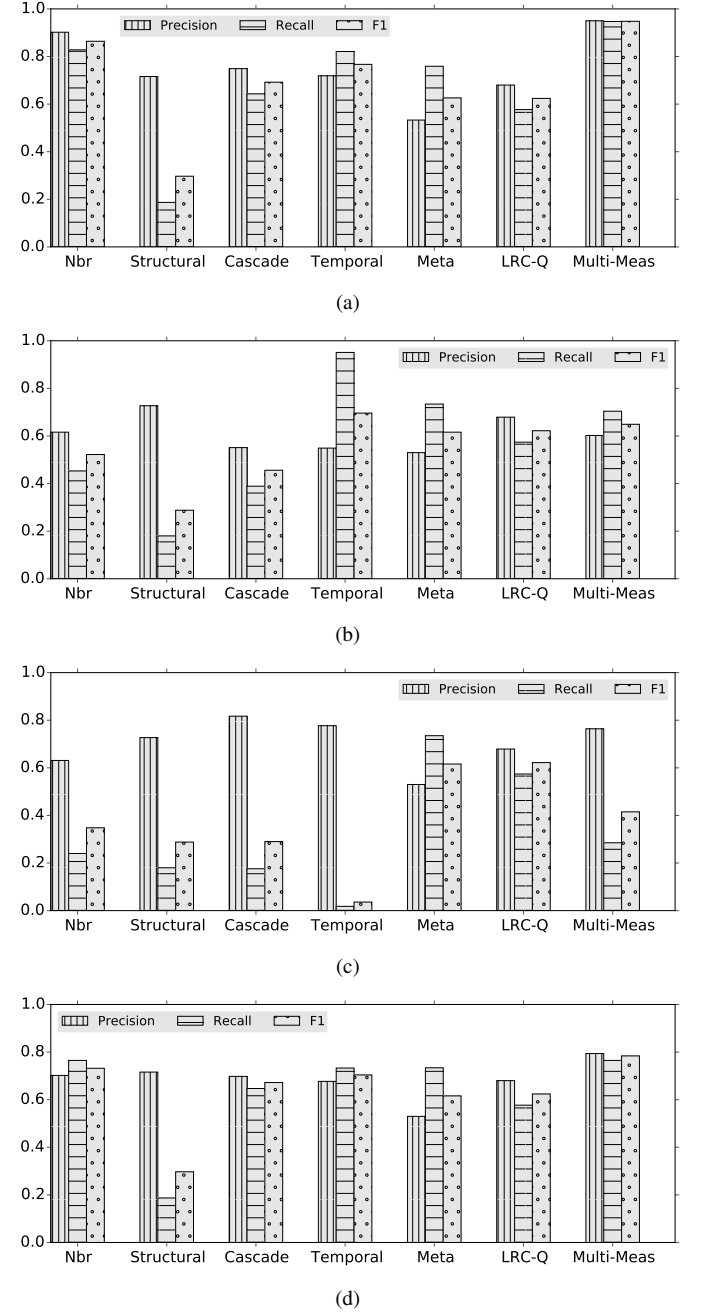 1.0
Precision Recall F1
0.8
0.6
0.4
0.2
0.0
Nbr Structural Cascade Temporal Meta LRC-Q Multi-Meas
(a)
1.0
Precision Recall F1
0.8
0.6
0.4
0.2
0.0
Nbr Structural Cascade Temporal Meta LRC-Q Multi-Meas
(b)
1.0
Precision Recall F1
0.8
0.6
0.4
0.2
0.0
Nbr Structural Cascade Temporal Meta LRC-Q Multi-Meas
(c)
1.0
Precision Recall F1
0.8
0.6
0.4
0.2
0.0
Nbr Structural Cascade Temporal Meta LRC-Q Multi-Meas
(d)